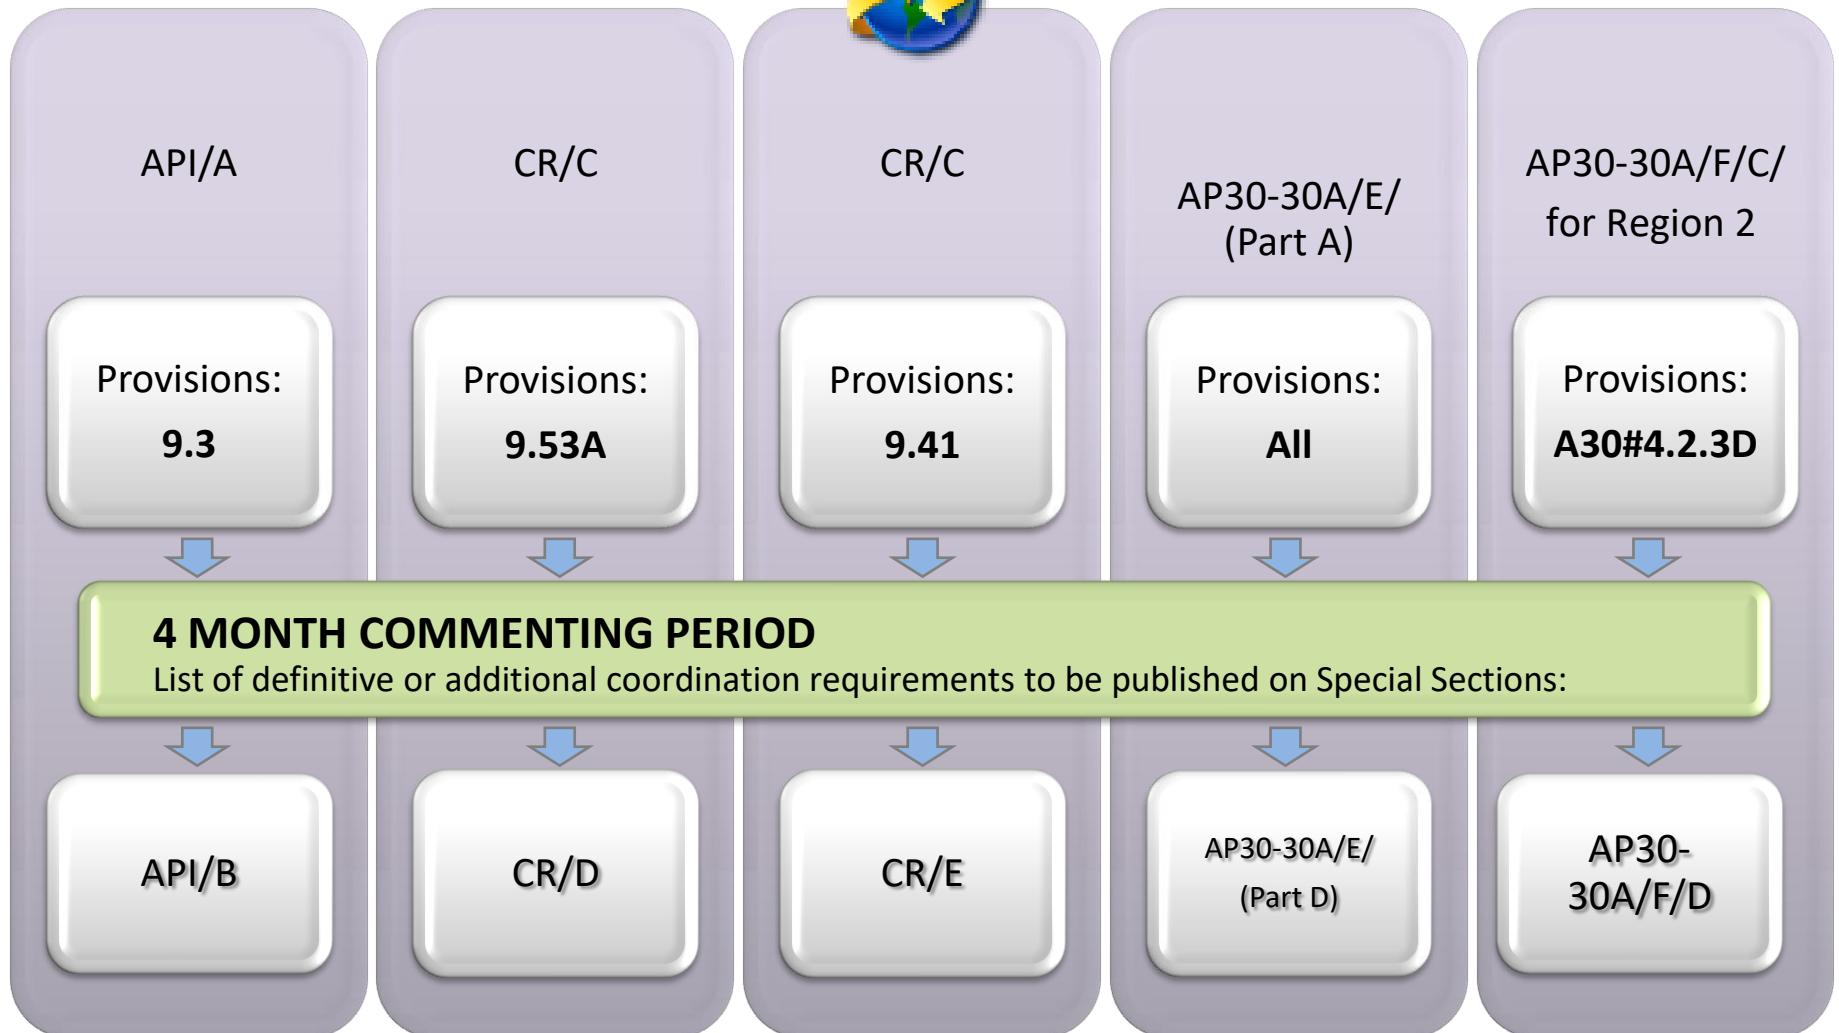 API/A
CR/C
CR/C
AP30-30A/E/
(Part A)
AP30-30A/F/C/
for Region 2
Provisions:
9.3
Provisions:
9.53A
Provisions:
9.41
Provisions:
All
Provisions:
A30#4.2.3D
4 MONTH COMMENTING PERIOD
List of definitive or additional coordination requirements to be published on Special Sections:
API/B
CR/D
CR/E
AP30-30A/E/
(Part D)
AP30-
30A/F/D